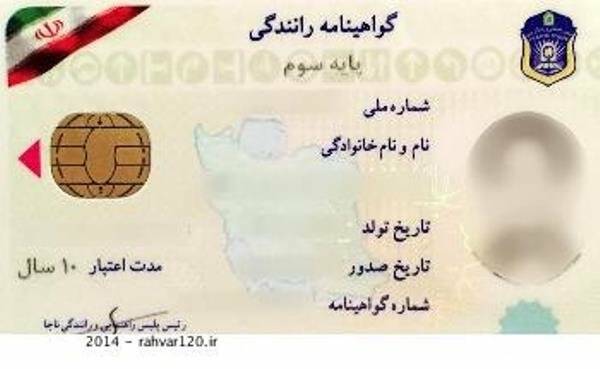 گواهینامه رانندگی
پایه سوم
شماره ملی
نام و نام خانوادگی
تاریخ تولد
تاریخ صدور
مدت اعتبار ۱۰ سال
شماره گواهینامه
رئیس پلیس راهنمایی و رانندگی ناجا
2014 - rahvar120.ir